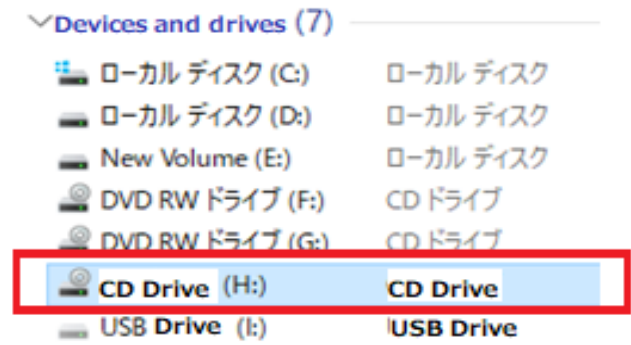 Devices and drives (7)
ローカル ディスク (C:) ローカル ディスク
ローカル ディスク (D:) ローカル ディスク
New Volume (E:) ローカル ディスク
DVD RW ドライブ (F:) CD ドライブ
DVD RW ドライブ (G:) CD ドライブ
CD Drive (H:) CD Drive
USB Drive (I:) USB Drive